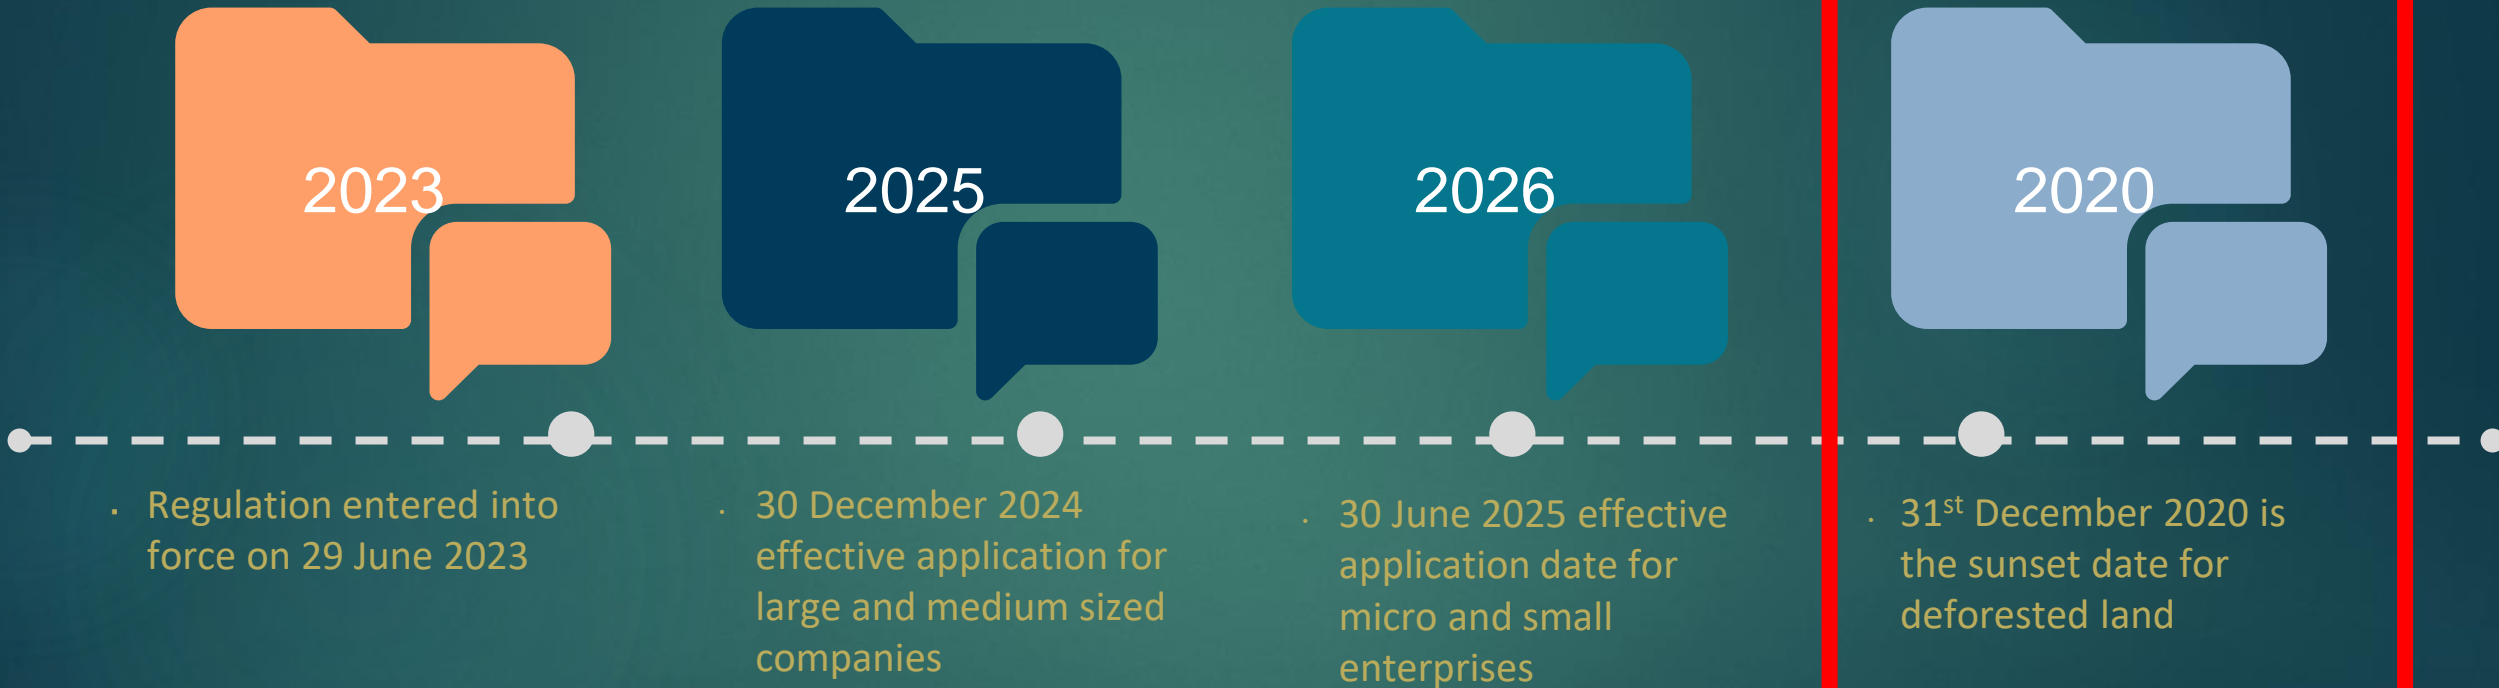 2023
2025
2026
2020
· Regulation entered into
force on 29 June 2023
· 30 December 2024
effective application for
large and medium sized
companies
· 30 June 2025 effective
application date for
micro and small
enterprises
· 31st December 2020 is
the sunset date for
deforested land